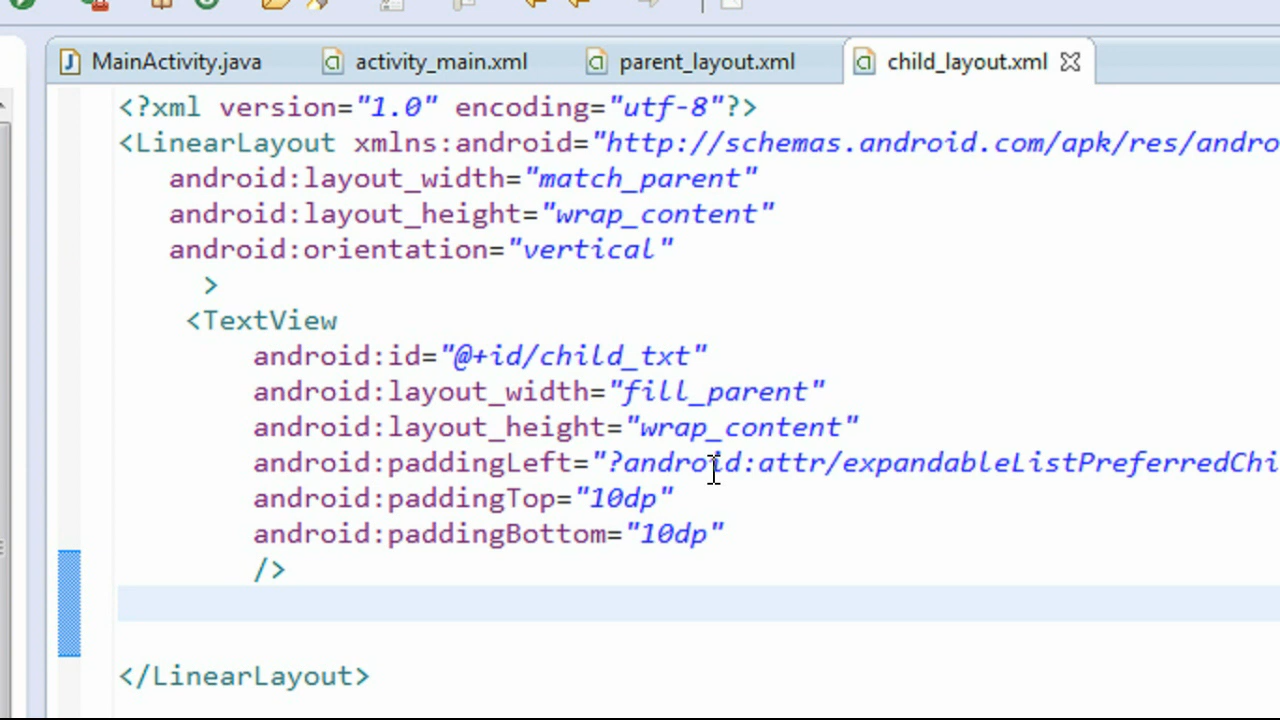 MainActivity.java activity_main.xml parent_layout.xml child_layout.xml
<?xml version="1.0" encoding="utf-8"?>
<LinearLayout xmlns:android="http://schemas.android.com/apk/res/andro
android:layout_width="match_parent"
android:layout_height="wrap_content"
android:orientation="vertical"
>
<TextView
android:id="@+id/child_txt"
android:layout_width="fill_parent"
android:layout_height="wrap_content"
android:paddingLeft="?android:attr/expandableListPreferredChi
android:paddingTop="10dp"
android:paddingBottom="10dp"
/>
</LinearLayout>